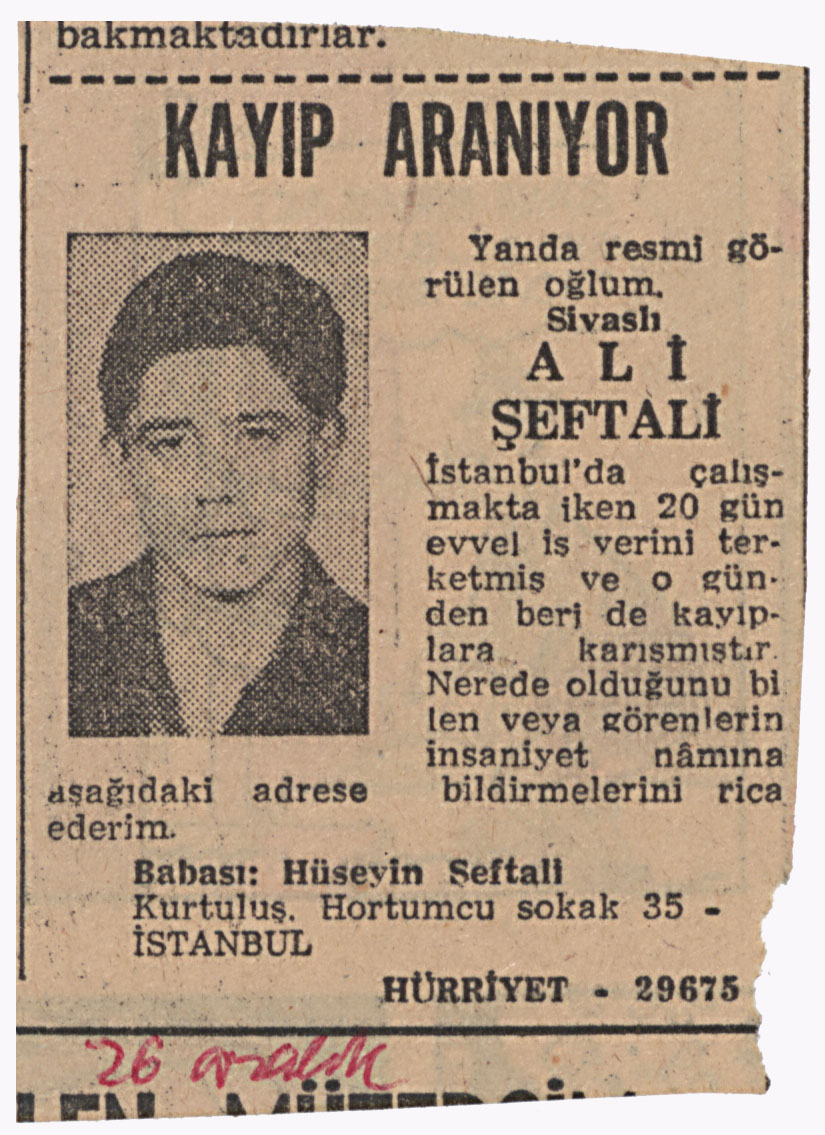 bakmaktadırlar.
KAYIP ARANIYOR
Yanda resmi gö-
rülen oğlum.
Sivaslı
ALİ
ŞEFTALİ
İstanbul'da çalış-
makta iken 20 gün
evvel iş verini ter-
ketmiş ve o gün-
den beri de kayıp-
lara karışmıştır.
Nerede olduğunu bi
len veya görenlerin
insaniyet nâmına
aşağıdaki adrese bildirmelerini rica
ederim.
Babası: Hüseyin Şeftali
Kurtuluş. Hortumcu sokak 35 -
İSTANBUL
HÜRRİYET - 29675
26 aralık